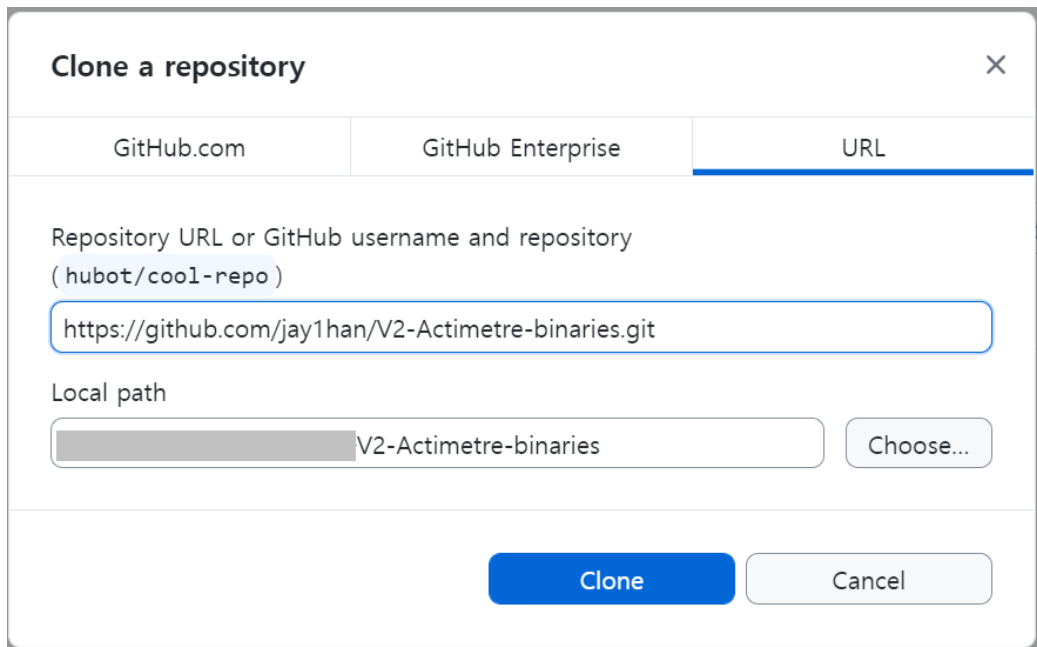 Clone a repository
GitHub.com GitHub Enterprise URL
Repository URL or GitHub username and repository
(hubot/cool-repo)
https://github.com/jay1han/V2-Actimetre-binaries.git
Local path
V2-Actimetre-binaries Choose...
Clone Cancel